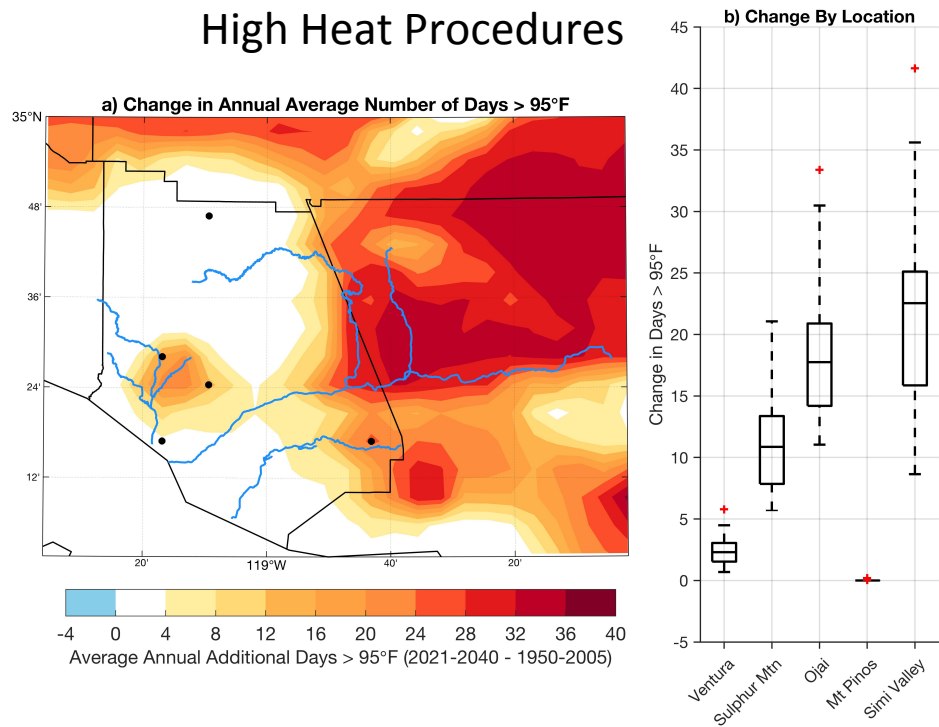 High Heat Procedures
a) Change in Annual Average Number of Days > 95°F
35°N
48'
36'
24'
12'
20'
119°W
40'
20'
-4 0 4 8 12 16 20 24 28 32 36 40
Average Annual Additional Days > 95°F (2021-2040 - 1950-2005)
b) Change By Location
Change in Days > 95°F
45
40
35
30
25
20
15
10
5
0
-5
Ventura
Sulphur Mtn
Ojai
Mt Pinos
Simi Valley